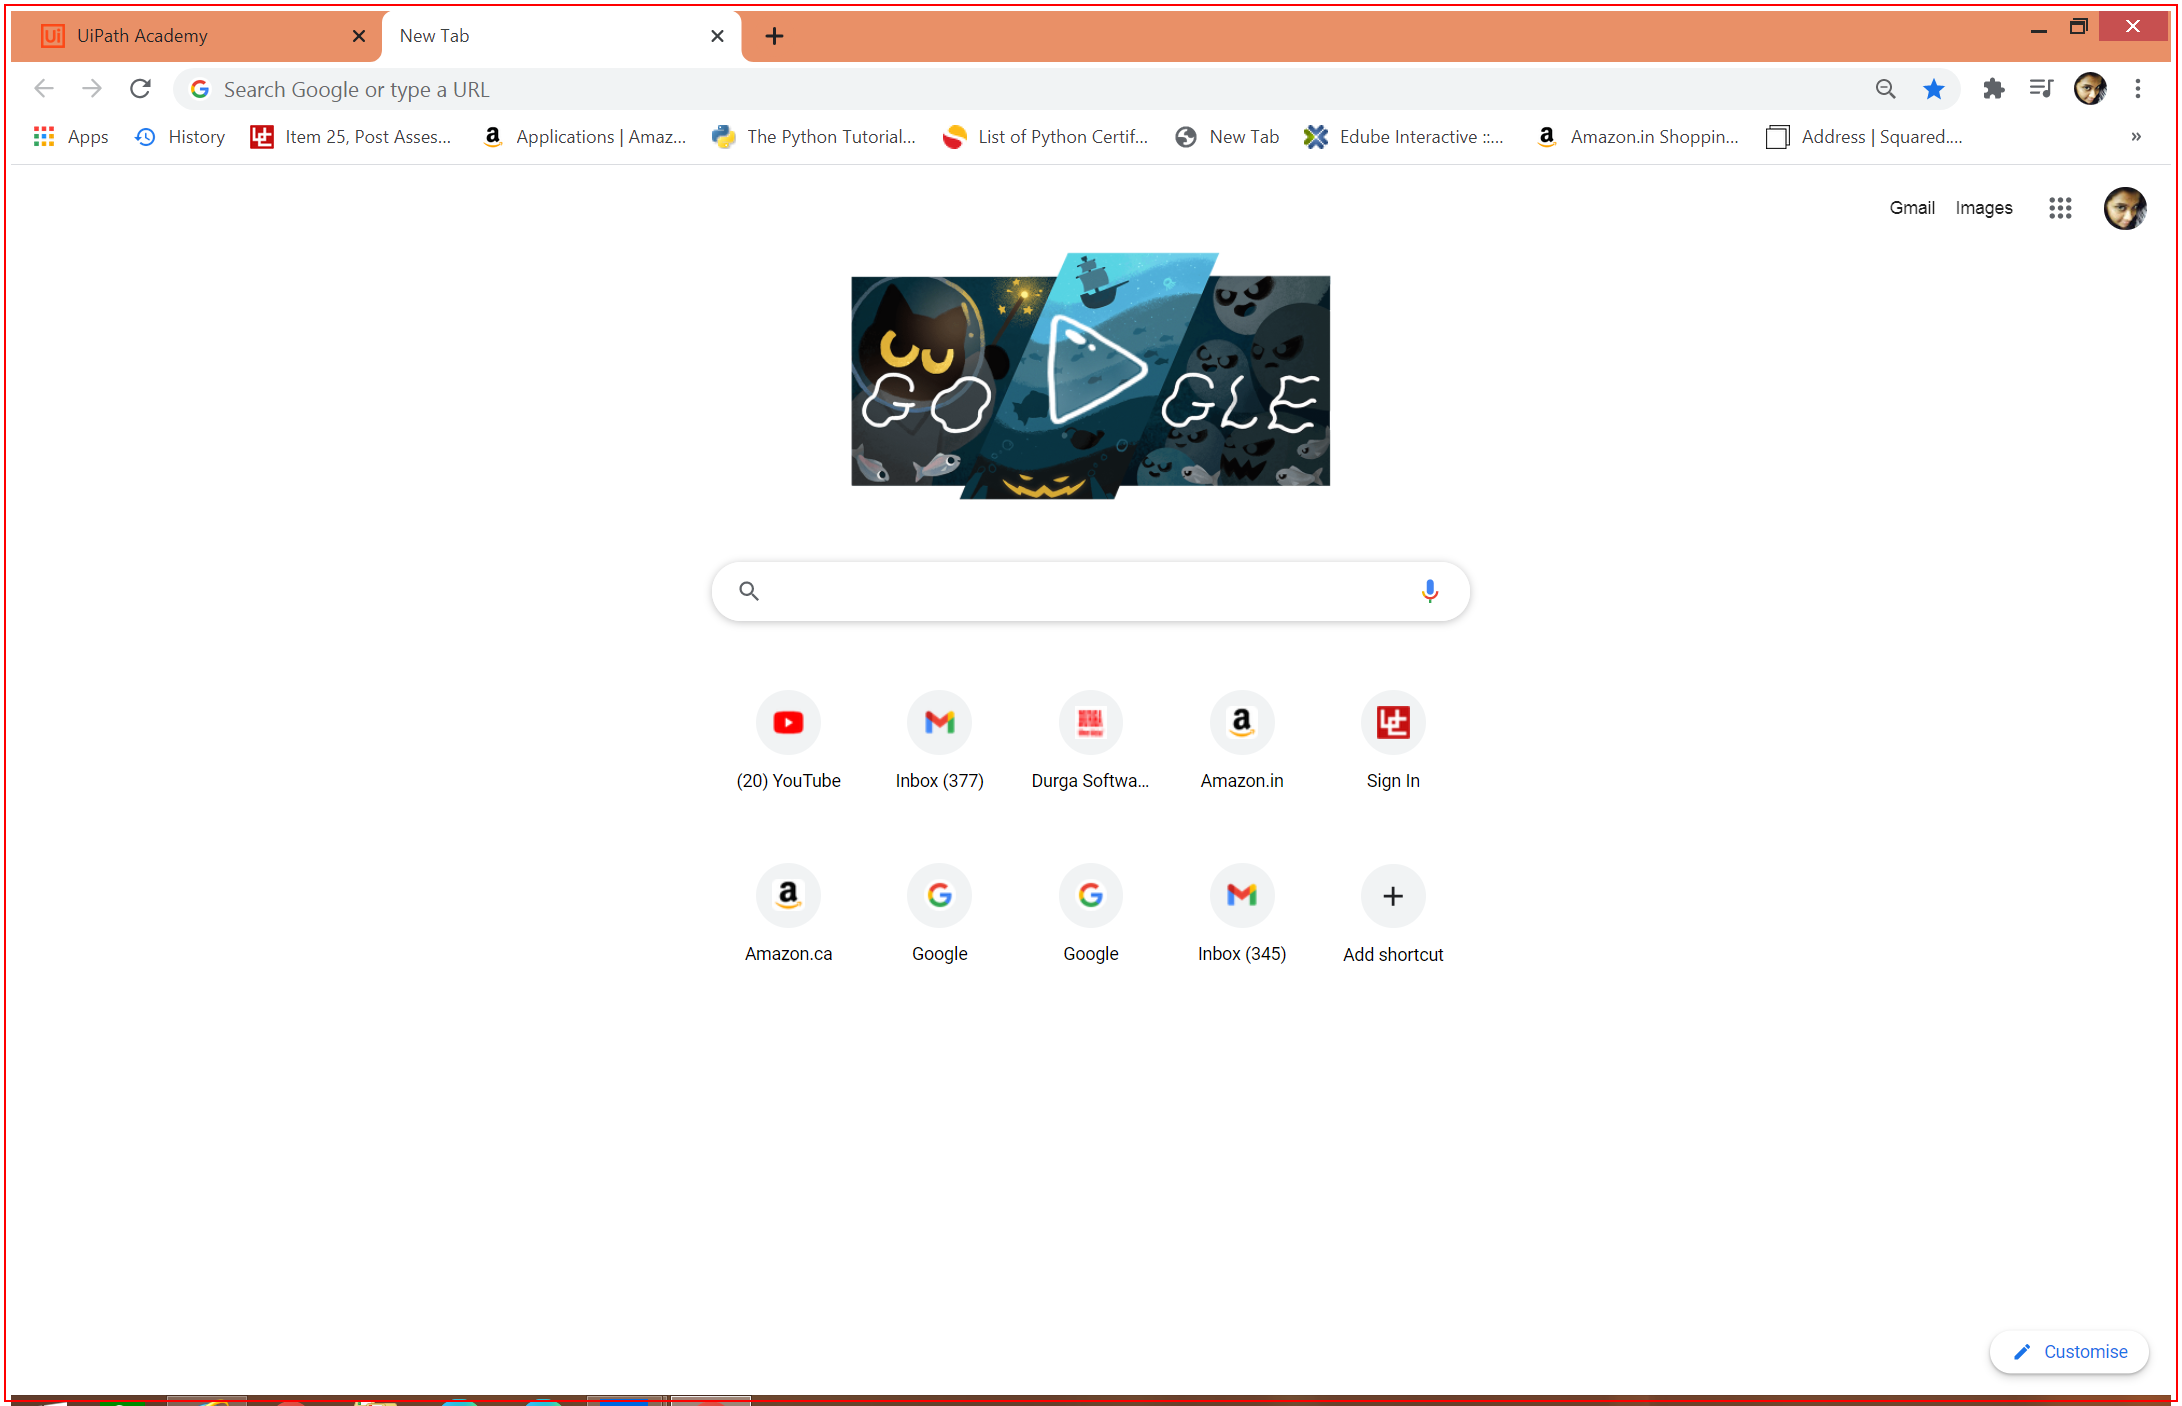 UiPath Academy
New Tab
Search Google or type a URL
Apps
History
Item 25, Post Asses...
Applications | Amaz...
The Python Tutorial...
List of Python Certif...
New Tab
Edube Interactive ::...
Amazon.in Shoppin...
Address | Squared....
»
Gmail
Images
GO GLE
(20) YouTube
Inbox (377)
Durga Softwa...
Amazon.in
Sign In
Amazon.ca
Google
Google
Inbox (345)
Add shortcut
Customise